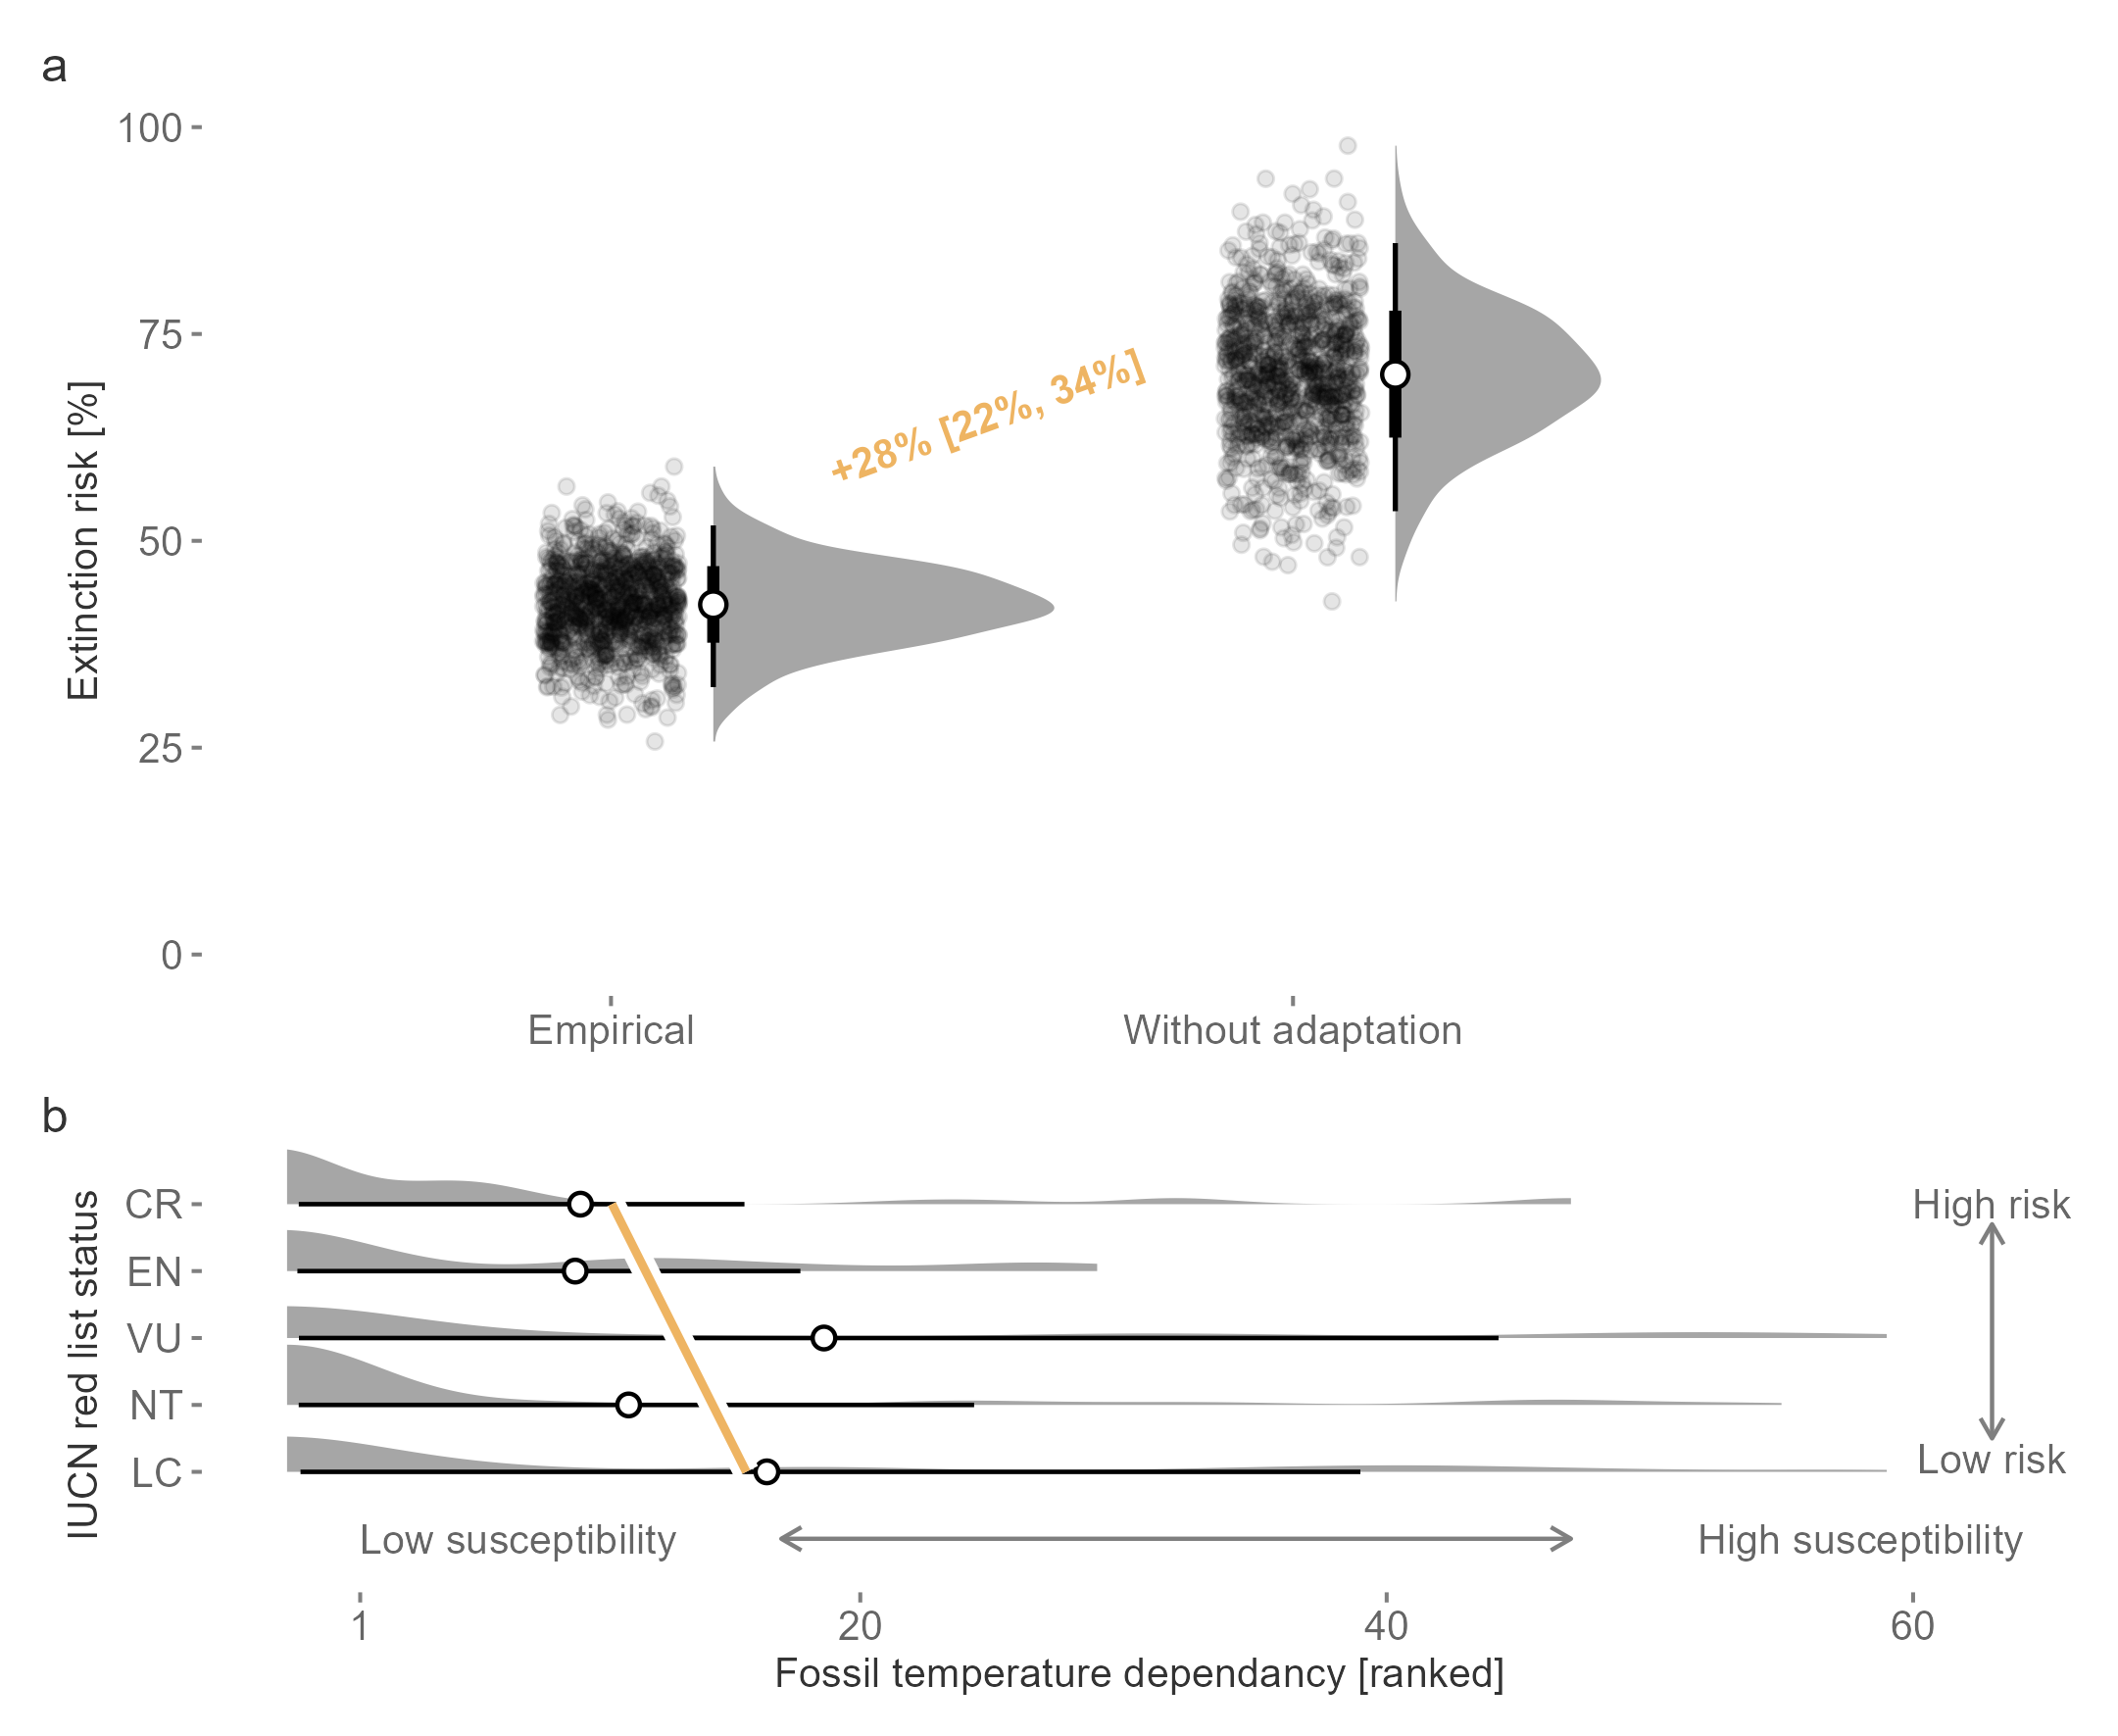 a
Extinction risk [%]
100
75
50
25
0
+28% [22%, 34%]
Empirical
Without adaptation
b
IUCN red list status
CR
EN
VU
NT
LC
High risk
Low risk
Low susceptibility
High susceptibility
1
20
40
60
Fossil temperature dependancy [ranked]